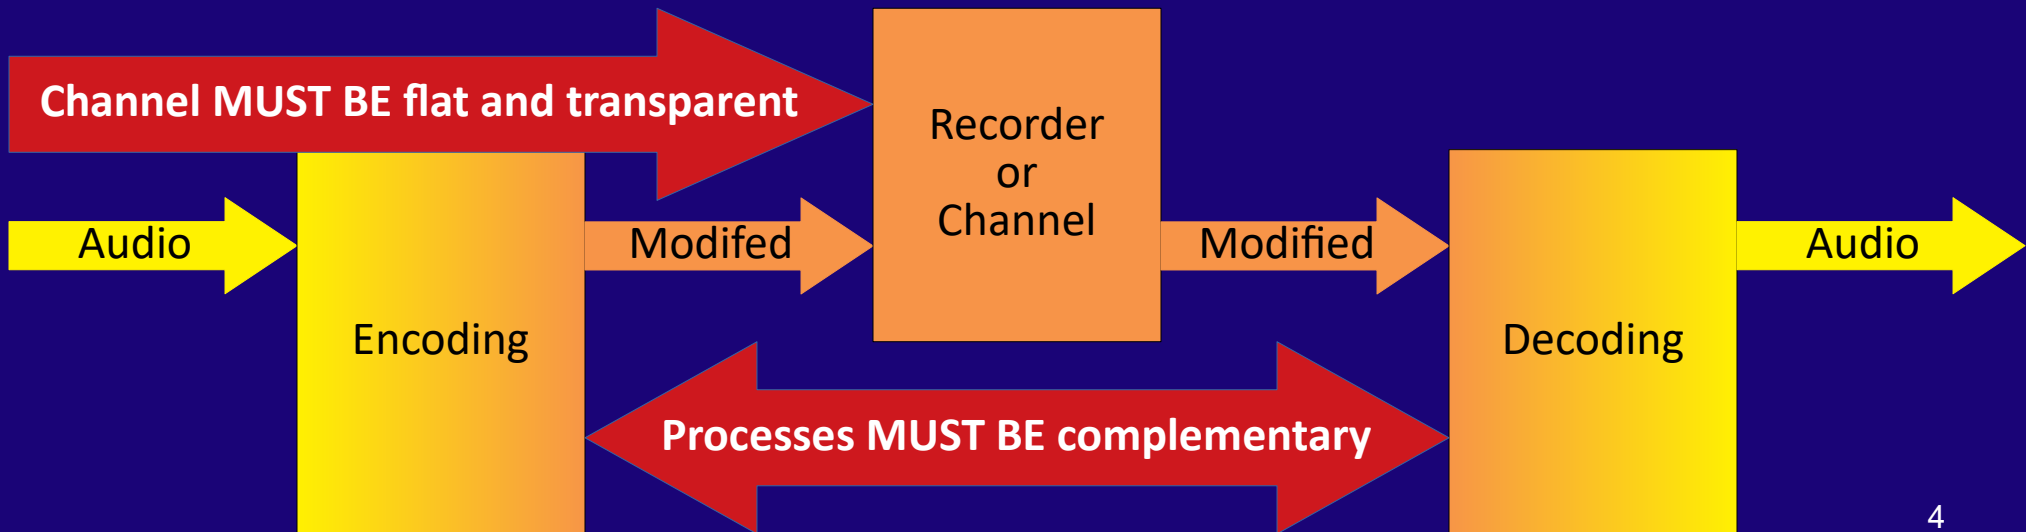 Channel MUST BE flat and transparent
Recorder
or
Channel
Audio
Modifed
Modified
Audio
Encoding
Decoding
Processes MUST BE complementary
4